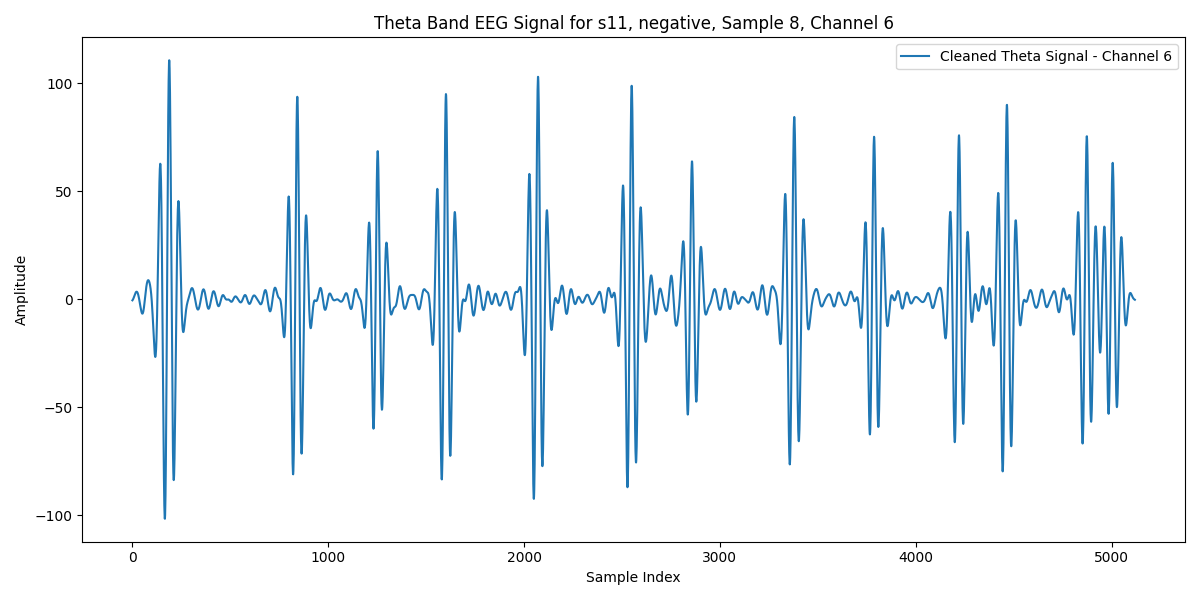 Theta Band EEG Signal for s11, negative, Sample 8, Channel 6
Cleaned Theta Signal - Channel 6
Amplitude
100
50
0
−50
−100
0 1000 2000 3000 4000 5000
Sample Index